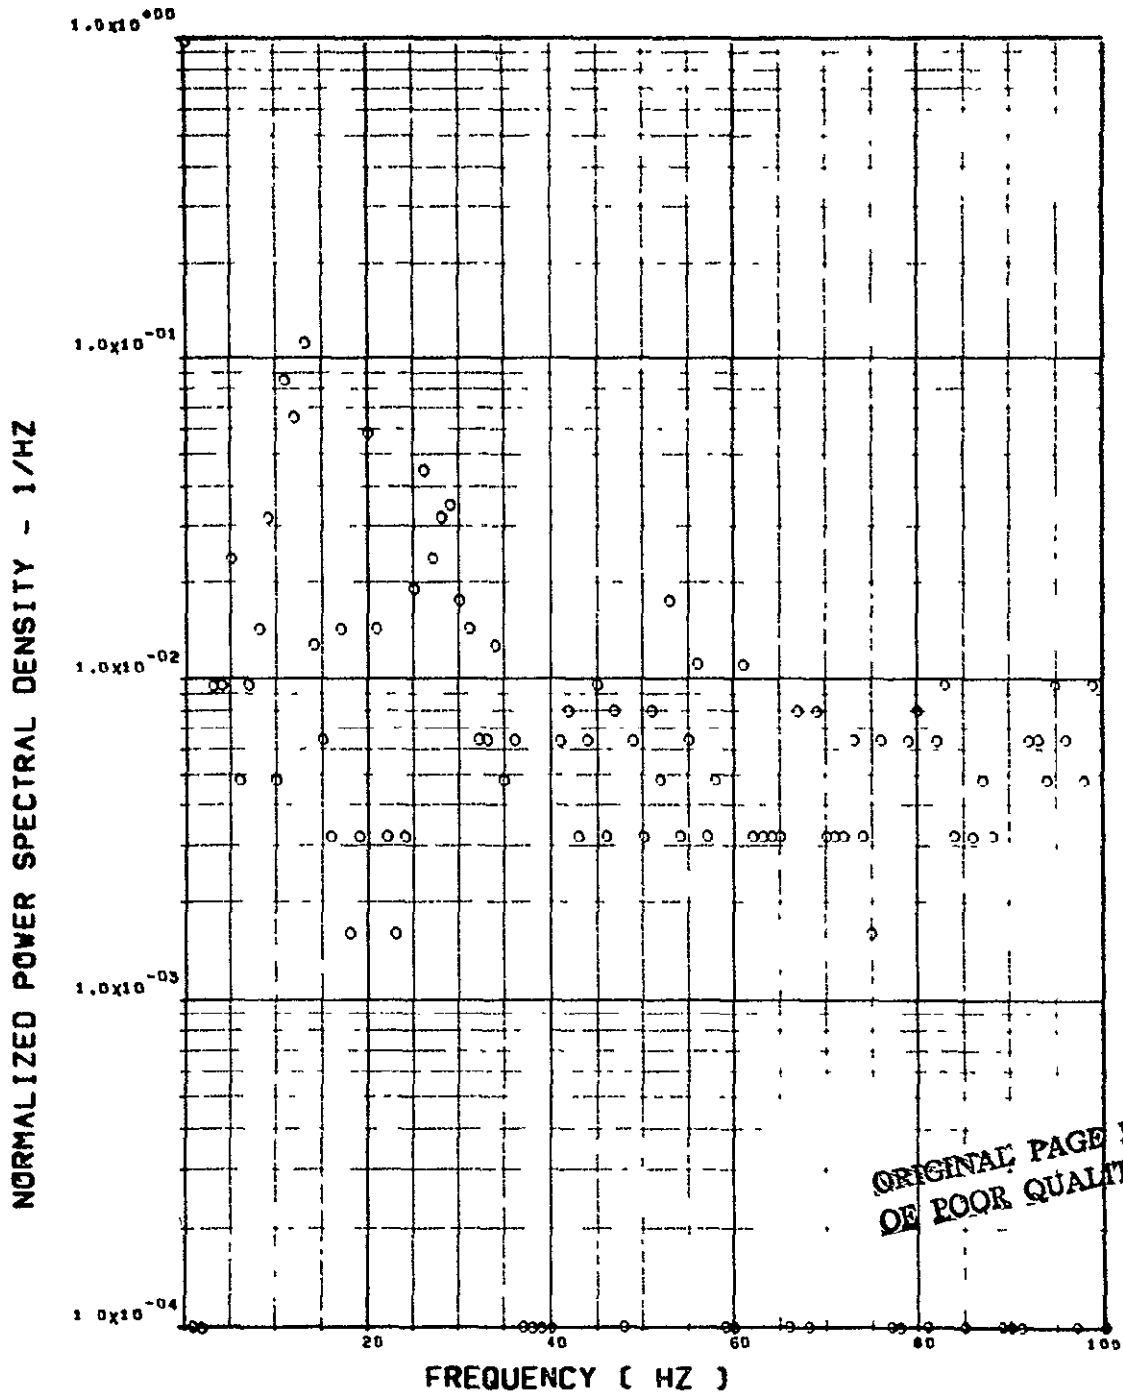 1.0x10+00
1.0x10-01
1.0x10-02
1.0x10-03
1 0x10-04
NORMALIZED POWER SPECTRAL DENSITY - 1/HZ
20 40 60 80 100
FREQUENCY ( HZ )
ORIGINAL PAGE
OF POOR QUALIT